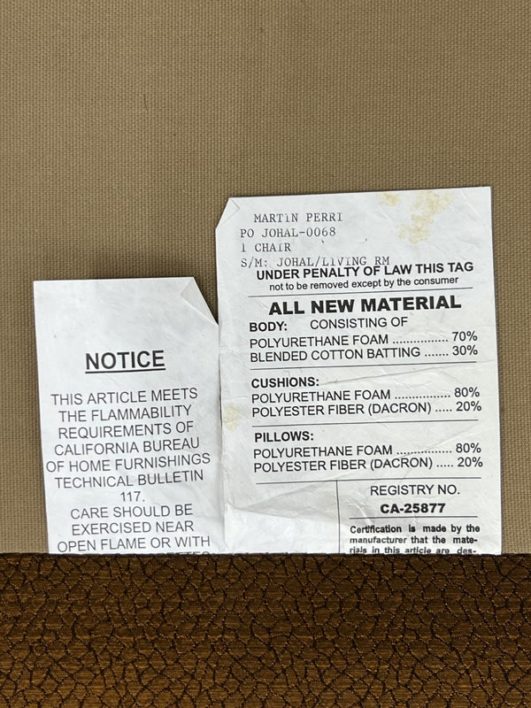 MARTIN PERRI
PO JOHAL-0068
1 CHAIR
S/M: JOHAL/LIVING RM
UNDER PENALTY OF LAW THIS TAG
not to be removed except by the consumer
ALL NEW MATERIAL
BODY: CONSISTING OF
POLYURETHANE FOAM ................ 70%
BLENDED COTTON BATTING ....... 30%
CUSHIONS:
POLYURETHANE FOAM ................ 80%
POLYESTER FIBER (DACRON) ..... 20%
PILLOWS:
POLYURETHANE FOAM ................ 80%
POLYESTER FIBER (DACRON) ..... 20%
REGISTRY NO.
CA-25877
Certification is made by the
manufacturer that the mate-
rials in this article are des-
NOTICE
THIS ARTICLE MEETS
THE FLAMMABILITY
REQUIREMENTS OF
CALIFORNIA BUREAU
OF HOME FURNISHINGS
TECHNICAL BULLETIN
117.
CARE SHOULD BE
EXERCISED NEAR
OPEN FLAME OR WITH